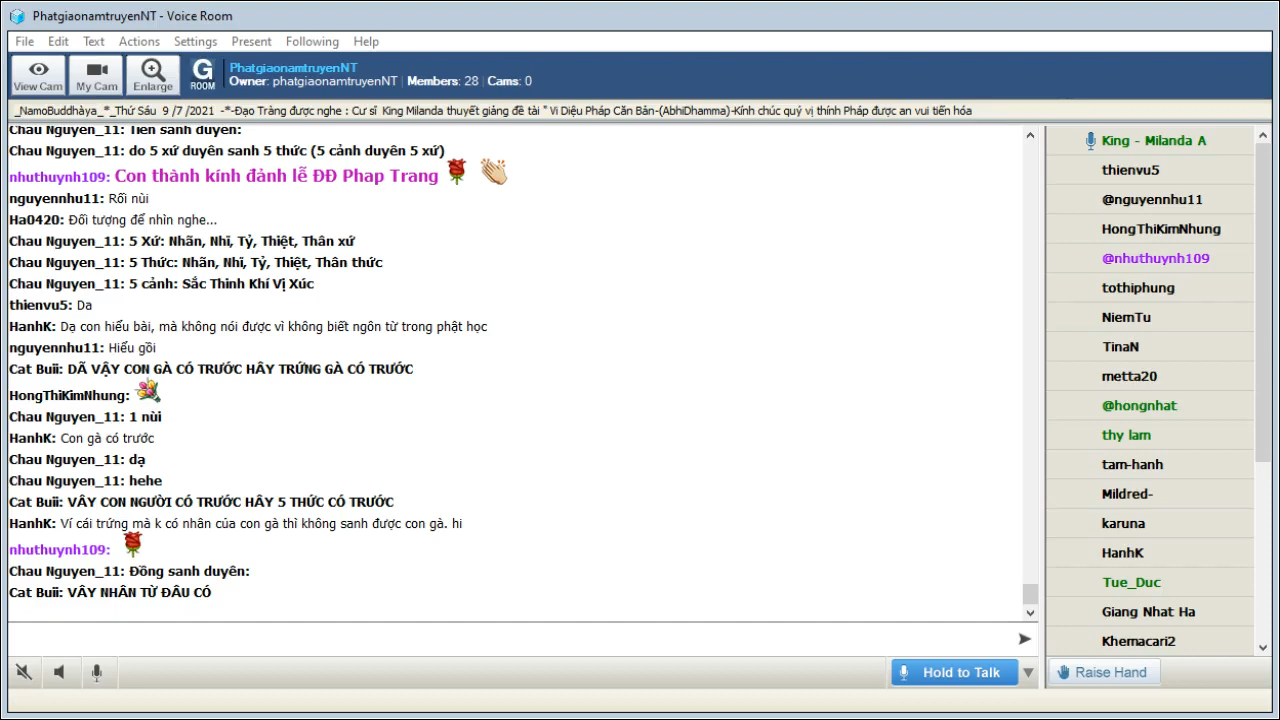 PhatgiaonamtruyenNT - Voice Room
File Edit Text Actions Settings Present Following Help
View Cam My Cam Enlarge G ROOM
PhatgiaonamtruyenNT
Owner: phatgiaonamtruyenNT Members: 28 Cams: 0
_NamoBuddhàya_*_Thứ Sáu 9 /7 /2021 -*-Đạo Tràng được nghe : Cư sĩ King Milanda thuyết giảng đề tài " Vi Diệu Pháp Căn Bản-(AbhiDhamma)-Kính chúc quý vị thính Pháp được an vui tiến hóa
Chau Nguyen_11: Tiền sanh duyên:
Chau Nguyen_11: do 5 xứ duyên sanh 5 thức (5 cảnh duyên 5 xứ)
nhuthuynh109: Con thành kính đảnh lễ ĐĐ Phap Trang
nguyennhu11: Rối nùi
Ha0420: Đối tượng để nhìn nghe...
Chau Nguyen_11: 5 Xứ: Nhãn, Nhĩ, Tỷ, Thiệt, Thân xứ
Chau Nguyen_11: 5 Thức: Nhãn, Nhĩ, Tỷ, Thiệt, Thân thức
Chau Nguyen_11: 5 cảnh: Sắc Thinh Khí Vị Xúc
thienvu5: Da
HanhK: Dạ con hiểu bài, mà không nói được vì không biết ngôn từ trong phật học
nguyennhu11: Hiểu gồi
Cat Buii: DÃ VẬY CON GÀ CÓ TRƯỚC HÂY TRỨNG GÀ CÓ TRƯỚC
HongThiKimNhung:
Chau Nguyen_11: 1 nùi
HanhK: Con gà có trước
Chau Nguyen_11: dạ
Chau Nguyen_11: hehe
Cat Buii: VÂY CON NGƯỜI CÓ TRƯỚC HÂY 5 THỨC CÓ TRƯỚC
HanhK: Ví cái trứng mà k có nhân của con gà thì không sanh được con gà. hi
nhuthuynh109:
Chau Nguyen_11: Đồng sanh duyên:
Cat Buii: VÂY NHÂN TỪ ĐÂU CÓ
King - Milanda A
thienvu5
@nguyennhu11
HongThiKimNhung
@nhuthuynh109
tothiphung
NiemTu
TinaN
metta20
@hongnhat
thy lam
tam-hanh
Mildred-
karuna
HanhK
Tue_Duc
Giang Nhat Ha
Khemacari2
Hold to Talk
Raise Hand